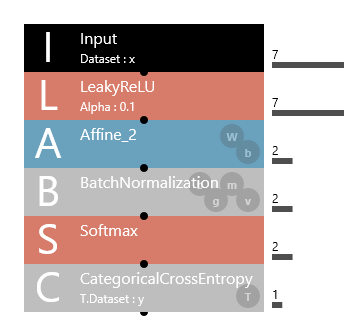 I Input 7
Dataset : x
L LeakyReLU 7
Alpha : 0.1
A Affine_2 W b 2
B BatchNormalization m g v 2
S Softmax 2
C CategoricalCrossEntropy 1
T.Dataset : y T